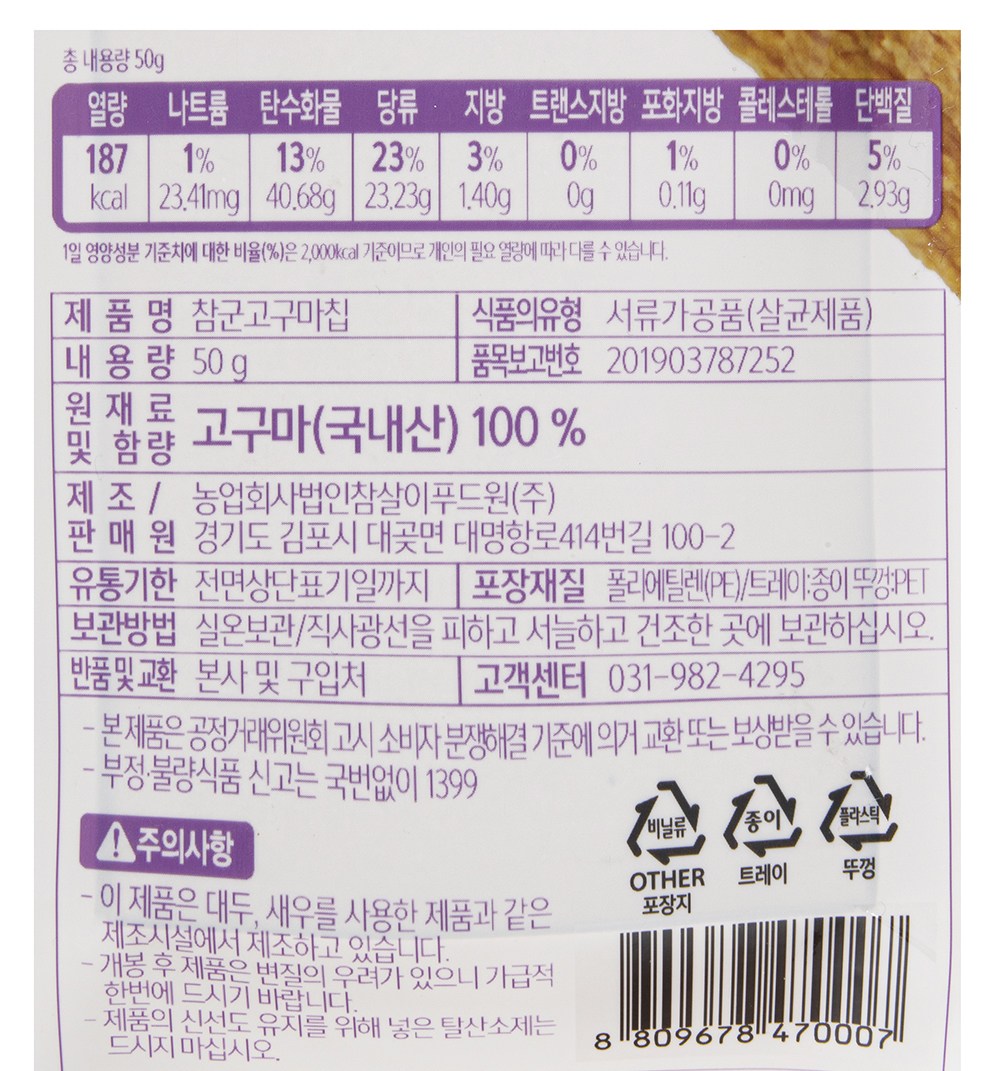 총 내용량 50g
열량 나트륨 탄수화물 당류 지방 트랜스지방 포화지방 콜레스테롤 단백질
187 1% 13% 23% 3% 0% 1% 0% 5%
kcal 23.41mg 40.68g 23.23g 1.40g 0g 0.11g 0mg 2.93g
1일 영양성분 기준치에 대한 비율(%)은 2,000kcal 기준이므로 개인의 필요 열량에 따라 다를 수 있습니다.
제품명 참군고구마칩 식품의유형 서류가공품(살균제품)
내용량 50 g 품목보고번호 201903787252
원재료 및 함량 고구마(국내산) 100 %
제조/ 농업회사법인참살이푸드원(주)
판매원 경기도 김포시 대곶면 대명항로414번길 100-2
유통기한 전면상단표기일까지 포장재질 폴리에틸렌(PE)/트레이:종이 뚜껑:PET
보관방법 실온보관/직사광선을 피하고 서늘하고 건조한 곳에 보관하십시오.
반품및교환 본사 및 구입처 고객센터 031-982-4295
- 본 제품은 공정거래위원회 고시 소비자 분쟁해결 기준에 의거 교환 또는 보상받을 수 있습니다.
- 부정·불량식품 신고는 국번없이 1399
비닐류 종이 플라스틱
OTHER 트레이 뚜껑
포장지
주의사항
- 이 제품은 대두, 새우를 사용한 제품과 같은
제조시설에서 제조하고 있습니다.
- 개봉 후 제품은 변질의 우려가 있으니 가급적
한번에 드시기 바랍니다.
- 제품의 신선도 유지를 위해 넣은 탈산소제는
드시지 마십시오.
8 809678 470007